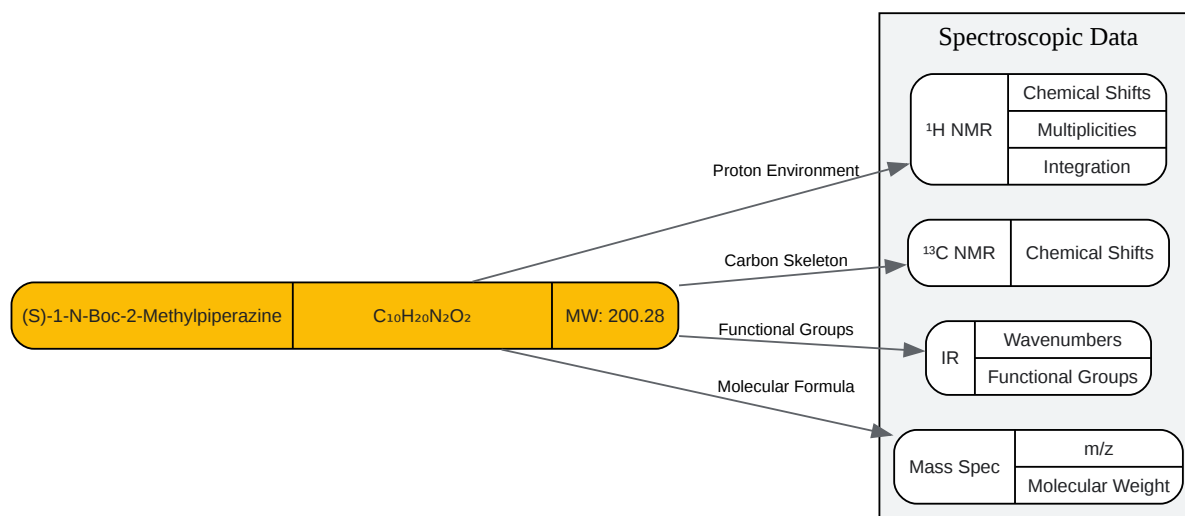 Spectroscopic Data
¹H NMR
Chemical Shifts
Multiplicities
Integration
Proton Environment
¹³C NMR
Chemical Shifts
Carbon Skeleton
(S)-1-N-Boc-2-Methylpiperazine
C₁₀H₂₀N₂O₂
MW: 200.28
Functional Groups
IR
Wavenumbers
Functional Groups
Molecular Formula
Mass Spec
m/z
Molecular Weight